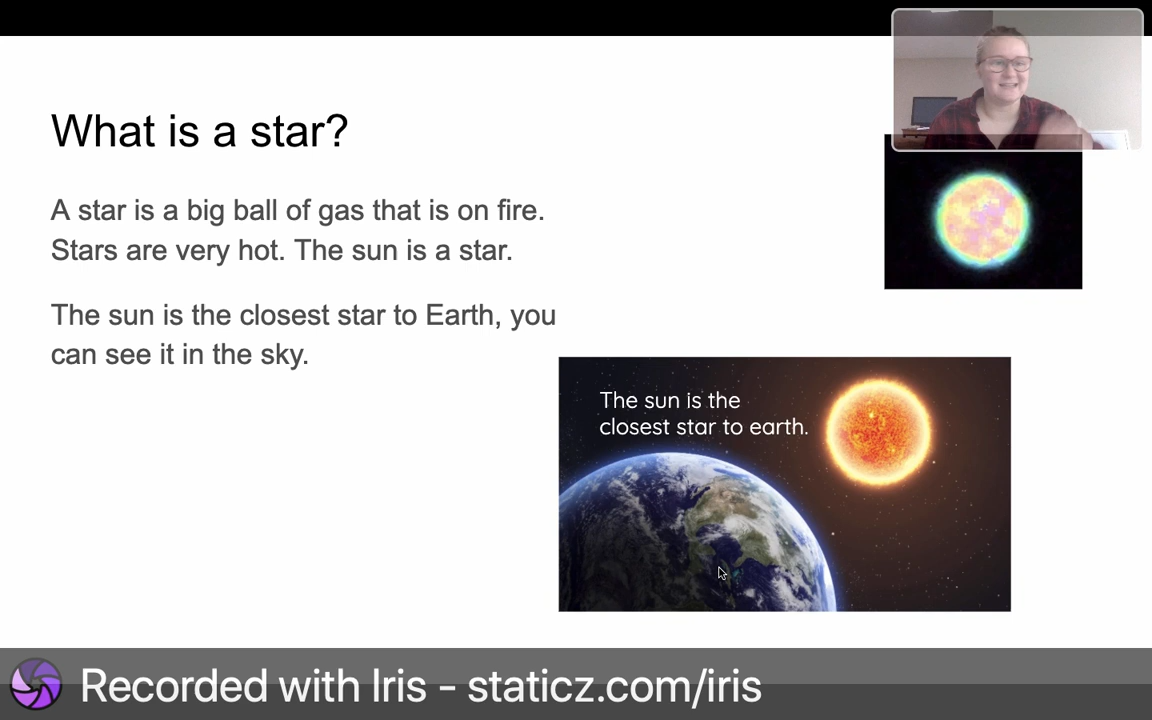 What is a star?
A star is a big ball of gas that is on fire.
Stars are very hot. The sun is a star.
The sun is the closest star to Earth, you
can see it in the sky.
The sun is the
closest star to earth.
Recorded with Iris - staticz.com/iris